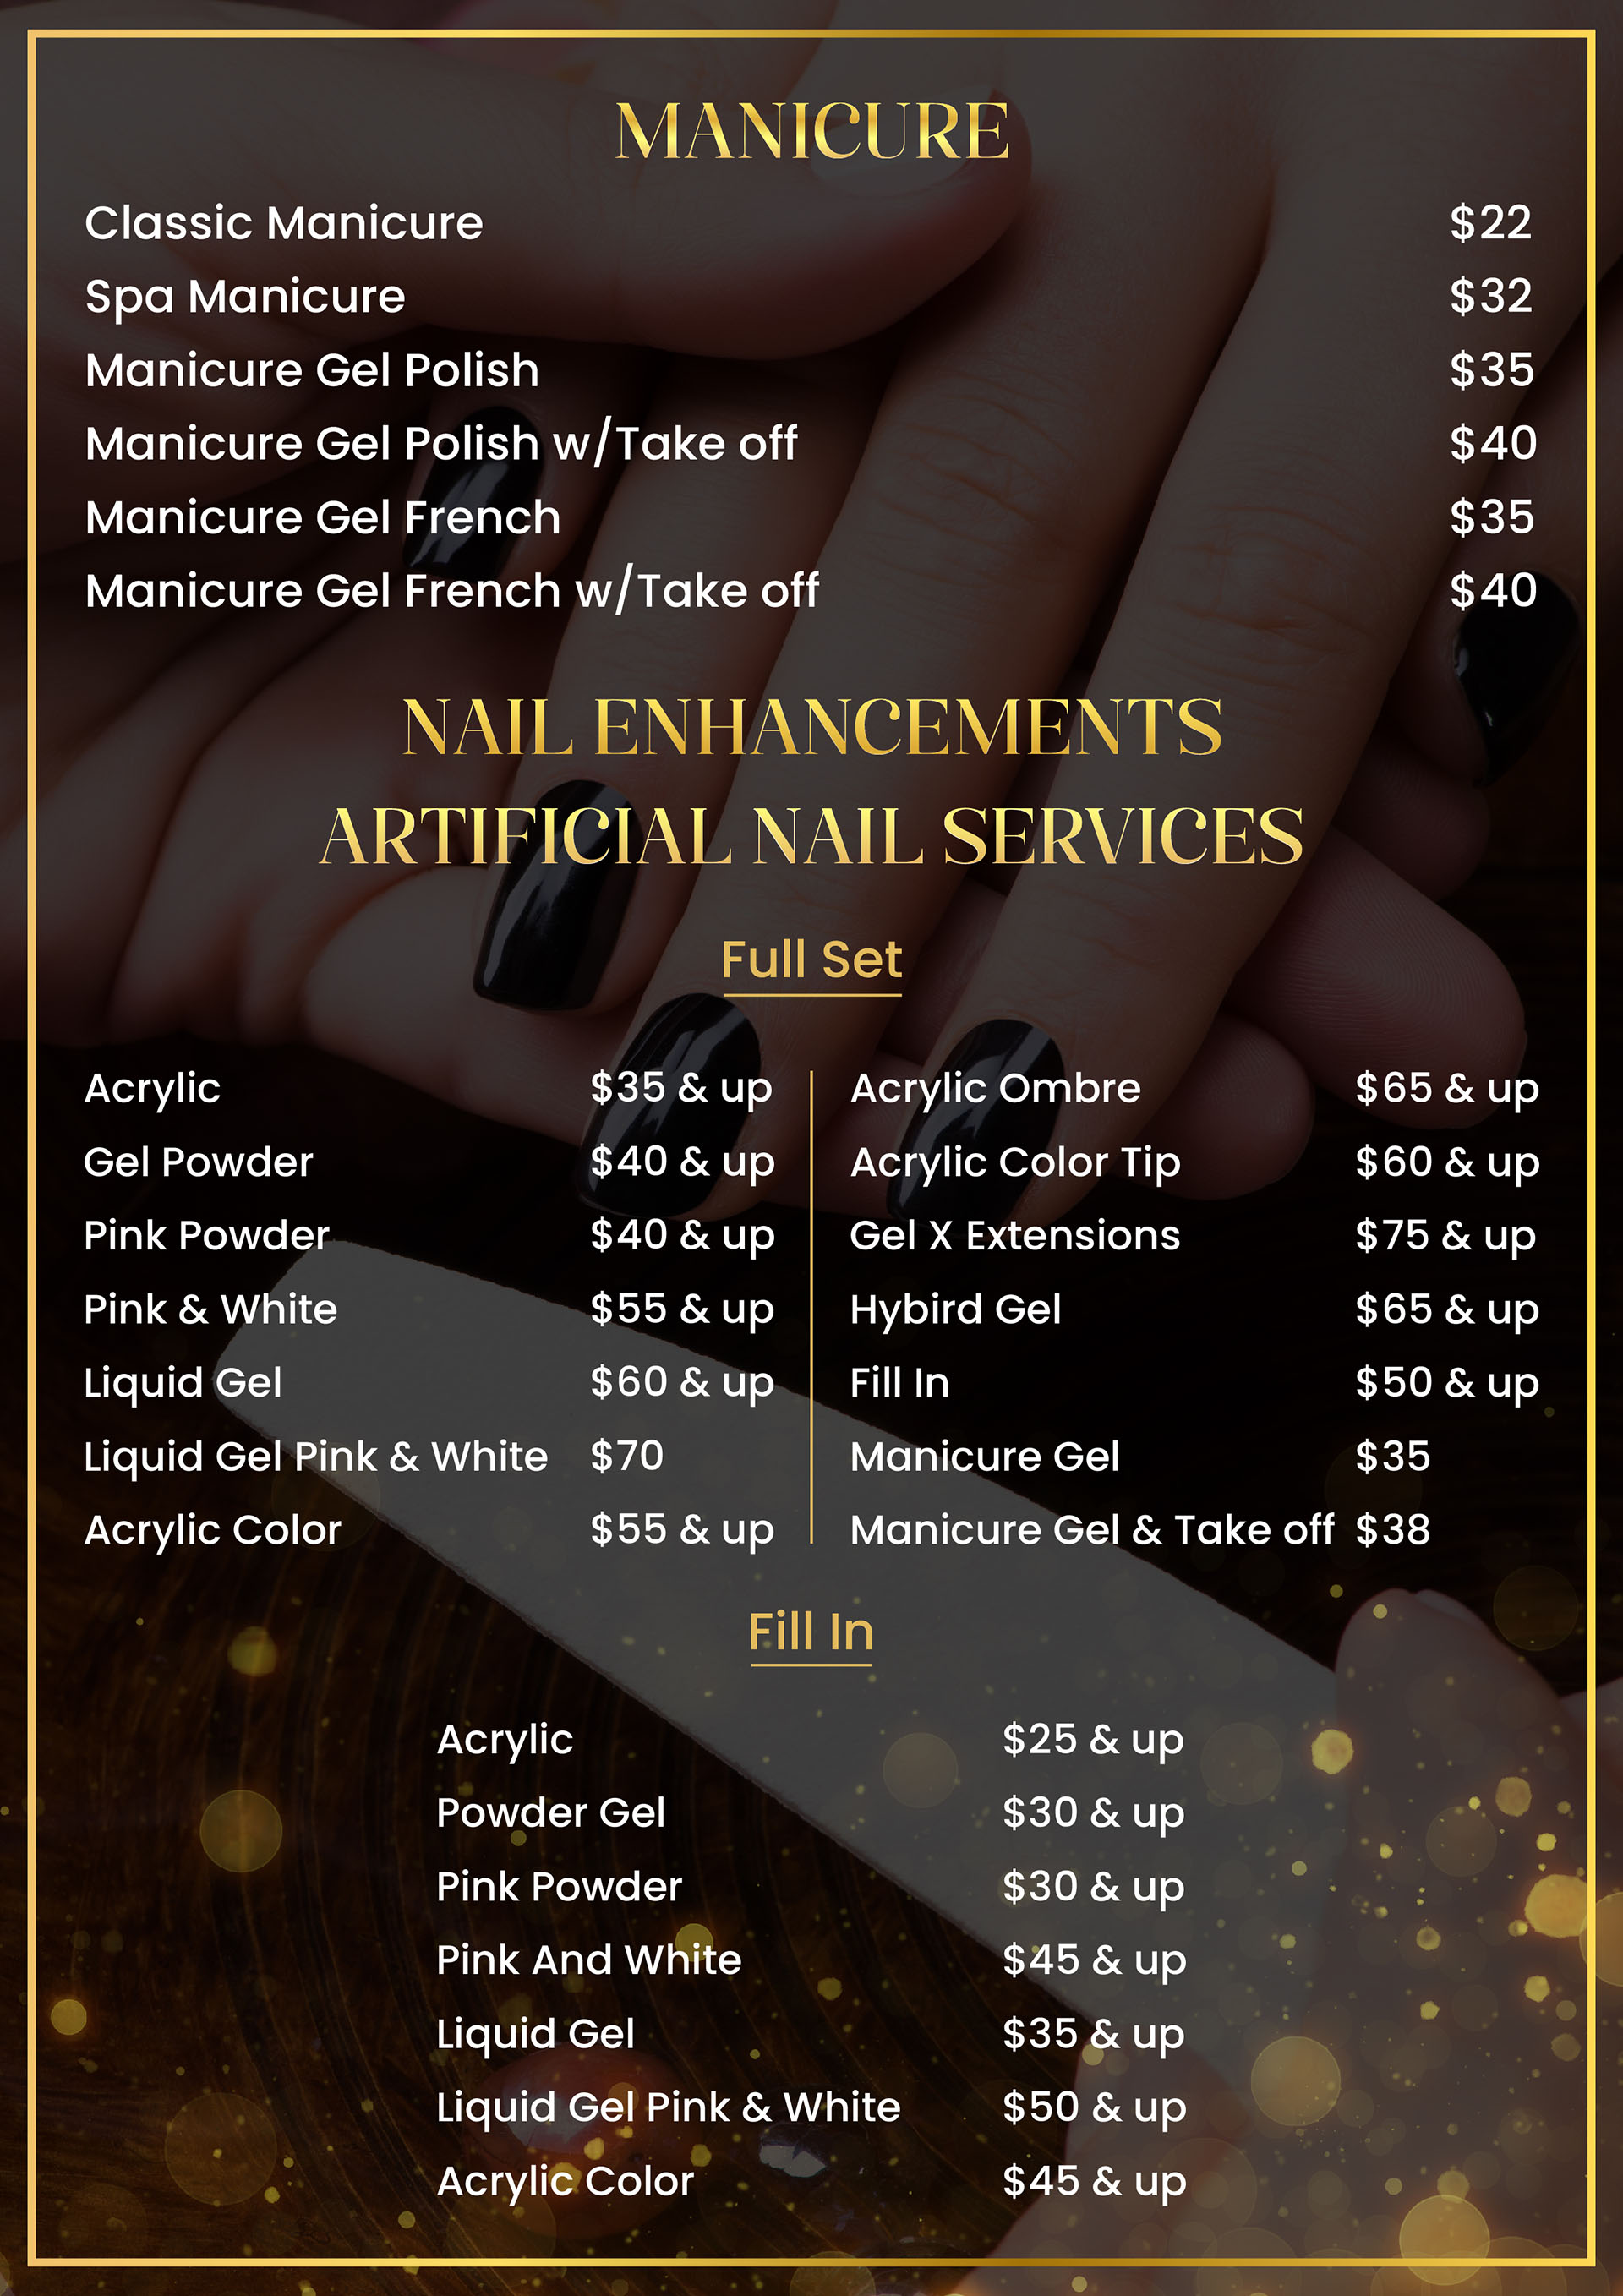 MANICURE
Classic Manicure $22
Spa Manicure $32
Manicure Gel Polish $35
Manicure Gel Polish w/Take off $40
Manicure Gel French $35
Manicure Gel French w/Take off $40
NAIL ENHANCEMENTS
ARTIFICIAL NAIL SERVICES
Full Set
Acrylic $35 & up
Gel Powder $40 & up
Pink Powder $40 & up
Pink & White $55 & up
Liquid Gel $60 & up
Liquid Gel Pink & White $70
Acrylic Color $55 & up
Acrylic Ombre $65 & up
Acrylic Color Tip $60 & up
Gel X Extensions $75 & up
Hybird Gel $65 & up
Fill In $50 & up
Manicure Gel $35
Manicure Gel & Take off $38
Fill In
Acrylic $25 & up
Powder Gel $30 & up
Pink Powder $30 & up
Pink And White $45 & up
Liquid Gel $35 & up
Liquid Gel Pink & White $50 & up
Acrylic Color $45 & up